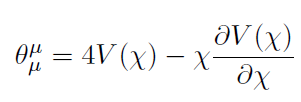 θ^μ_μ = 4V(χ) − χ ∂V(χ)/∂χ